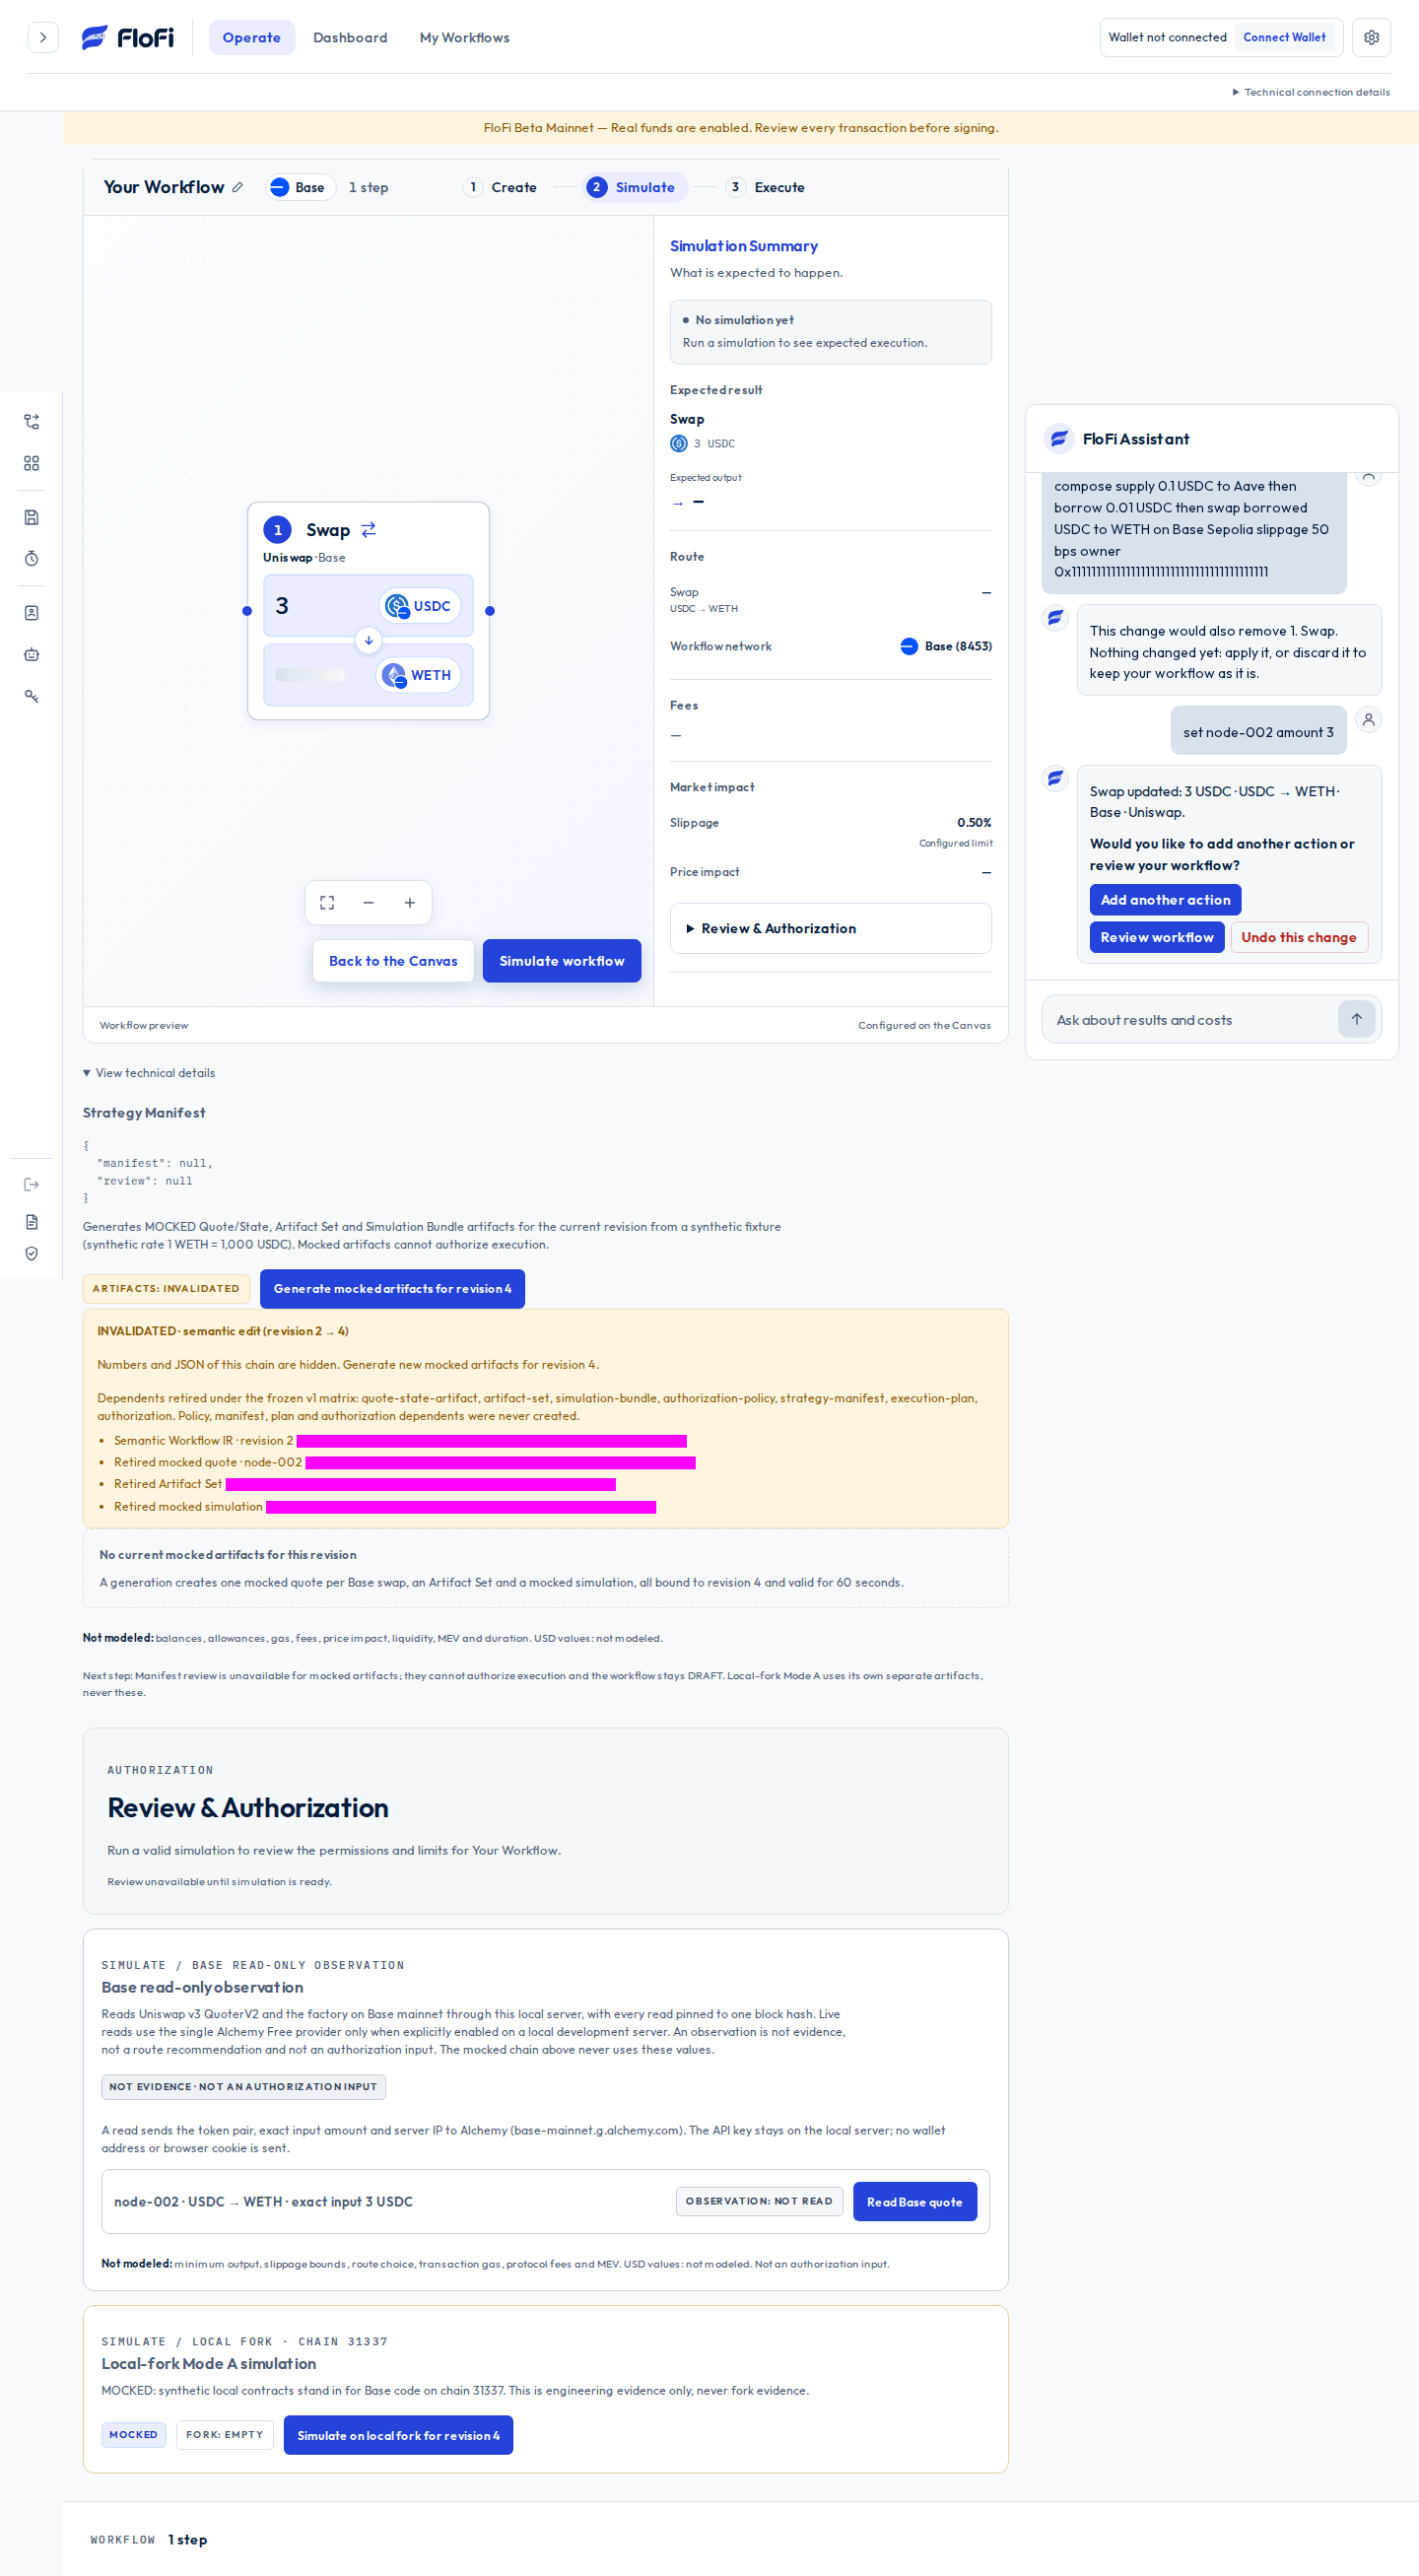 FloFi
Operate
Dashboard
My Workflows
Wallet not connected
Connect Wallet
Technical connection details
FloFi Beta Mainnet — Real funds are enabled. Review every transaction before signing.
Your Workflow
Base
1 step
1 Create
2 Simulate
3 Execute
1 Swap
Uniswap · Base
3
USDC
WETH
Back to the Canvas
Simulate workflow
Simulation Summary
What is expected to happen.
No simulation yet
Run a simulation to see expected execution.
Expected result
Swap
3 USDC
Expected output
→ —
Route
Swap —
USDC → WETH
Workflow network Base (8453)
Fees
—
Market impact
Slippage 0.50%
Configured limit
Price impact —
Review & Authorization
Workflow preview
Configured on the Canvas
FloFi Assistant
compose supply 0.1 USDC to Aave then
borrow 0.01 USDC then swap borrowed
USDC to WETH on Base Sepolia slippage 50
bps owner
0x1111111111111111111111111111111111111111
This change would also remove 1. Swap.
Nothing changed yet: apply it, or discard it to
keep your workflow as it is.
set node-002 amount 3
Swap updated: 3 USDC · USDC → WETH ·
Base · Uniswap.
Would you like to add another action or
review your workflow?
Add another action
Review workflow
Undo this change
Ask about results and costs
View technical details
Strategy Manifest
{
"manifest": null,
"review": null
}
Generates MOCKED Quote/State, Artifact Set and Simulation Bundle artifacts for the current revision from a synthetic fixture
(synthetic rate 1 WETH = 1,000 USDC). Mocked artifacts cannot authorize execution.
ARTIFACTS: INVALIDATED
Generate mocked artifacts for revision 4
INVALIDATED · semantic edit (revision 2 → 4)
Numbers and JSON of this chain are hidden. Generate new mocked artifacts for revision 4.
Dependents retired under the frozen v1 matrix: quote-state-artifact, artifact-set, simulation-bundle, authorization-policy, strategy-manifest, execution-plan,
authorization. Policy, manifest, plan and authorization dependents were never created.
• Semantic Workflow IR · revision 2
• Retired mocked quote · node-002
• Retired Artifact Set
• Retired mocked simulation
No current mocked artifacts for this revision
A generation creates one mocked quote per Base swap, an Artifact Set and a mocked simulation, all bound to revision 4 and valid for 60 seconds.
Not modeled: balances, allowances, gas, fees, price impact, liquidity, MEV and duration. USD values: not modeled.
Next step: Manifest review is unavailable for mocked artifacts; they cannot authorize execution and the workflow stays DRAFT. Local-fork Mode A uses its own separate artifacts,
never these.
AUTHORIZATION
Review & Authorization
Run a valid simulation to review the permissions and limits for Your Workflow.
Review unavailable until simulation is ready.
SIMULATE / BASE READ-ONLY OBSERVATION
Base read-only observation
Reads Uniswap v3 QuoterV2 and the factory on Base mainnet through this local server, with every read pinned to one block hash. Live
reads use the single Alchemy Free provider only when explicitly enabled on a local development server. An observation is not evidence,
not a route recommendation and not an authorization input. The mocked chain above never uses these values.
NOT EVIDENCE · NOT AN AUTHORIZATION INPUT
A read sends the token pair, exact input amount and server IP to Alchemy (base-mainnet.g.alchemy.com). The API key stays on the local server; no wallet
address or browser cookie is sent.
node-002 · USDC → WETH · exact input 3 USDC
OBSERVATION: NOT READ
Read Base quote
Not modeled: minimum output, slippage bounds, route choice, transaction gas, protocol fees and MEV. USD values: not modeled. Not an authorization input.
SIMULATE / LOCAL FORK · CHAIN 31337
Local-fork Mode A simulation
MOCKED: synthetic local contracts stand in for Base code on chain 31337. This is engineering evidence only, never fork evidence.
MOCKED
FORK: EMPTY
Simulate on local fork for revision 4
WORKFLOW 1 step